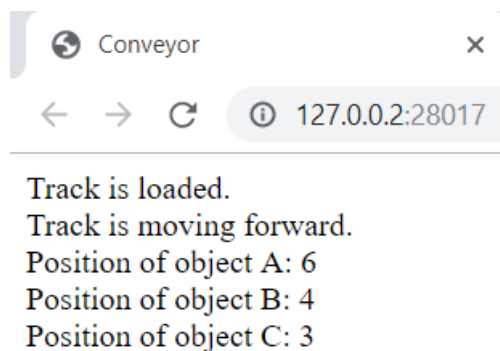 Conveyor
127.0.0.2:28017
Track is loaded.
Track is moving forward.
Position of object A: 6
Position of object B: 4
Position of object C: 3